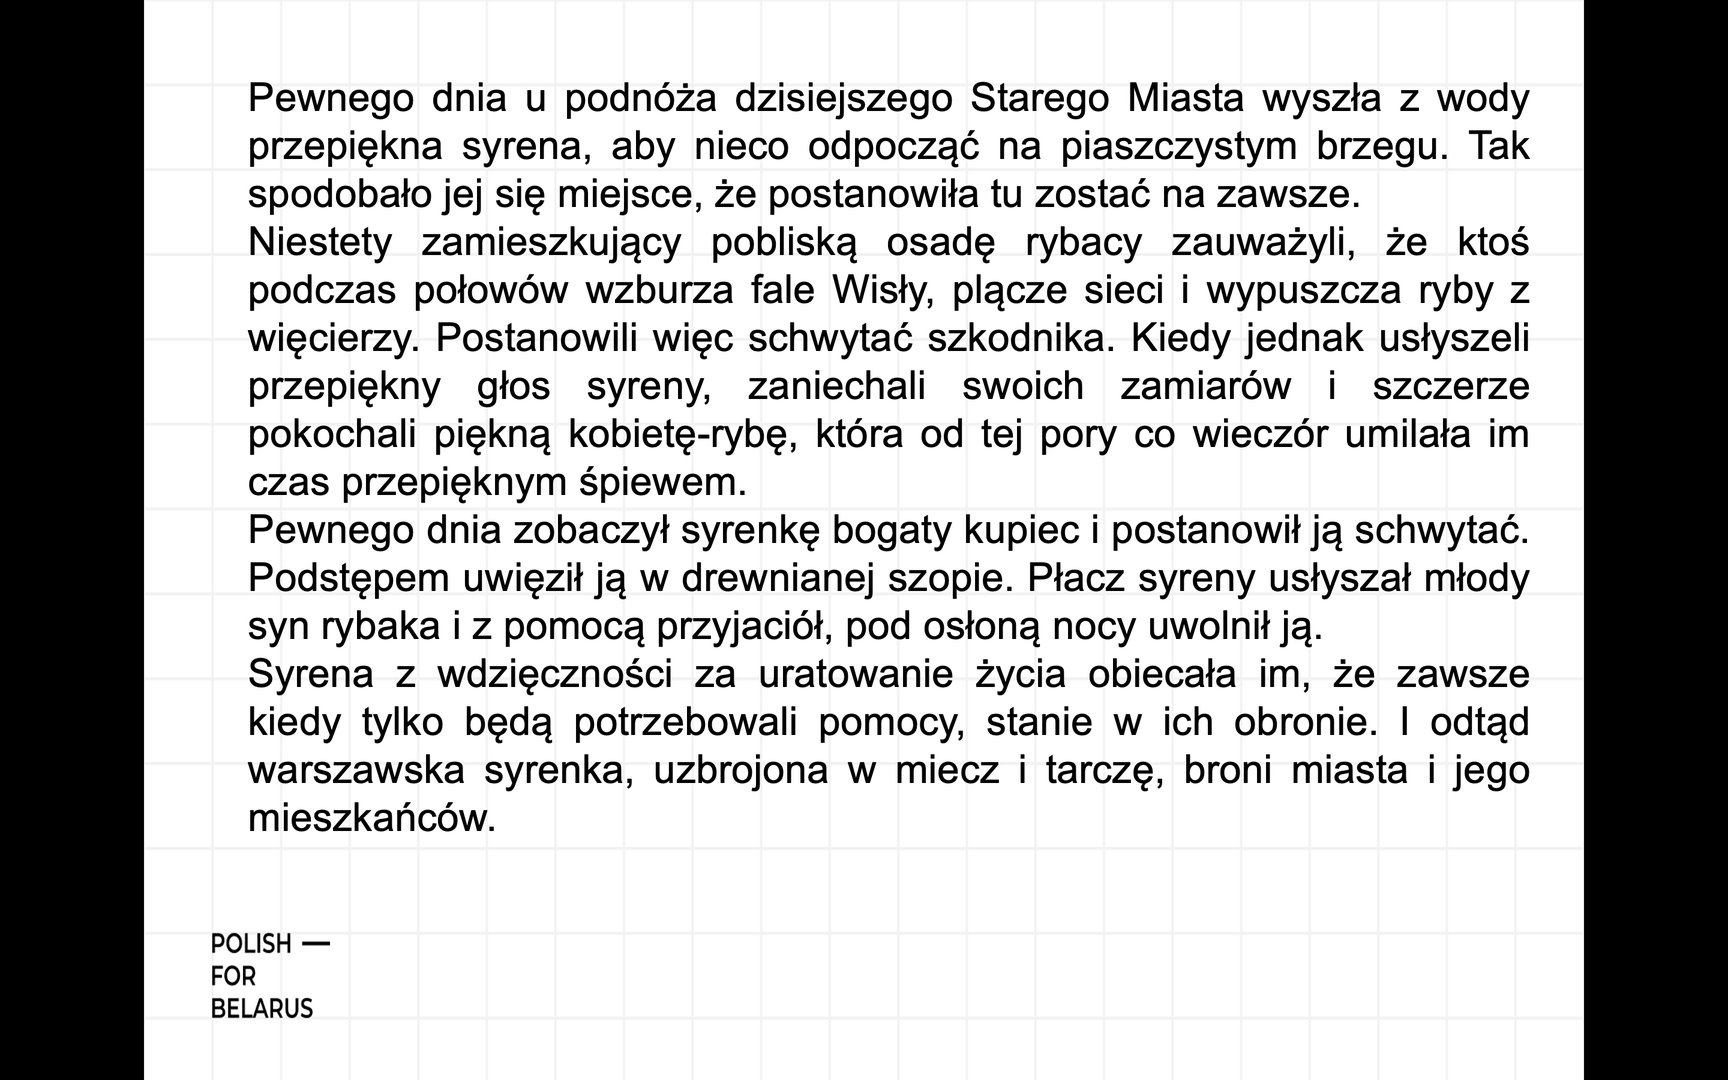 Pewnego dnia u podnóża dzisiejszego Starego Miasta wyszła z wody
przepiękna syrena, aby nieco odpocząć na piaszczystym brzegu. Tak
spodobało jej się miejsce, że postanowiła tu zostać na zawsze.
Niestety zamieszkujący pobliską osadę rybacy zauważyli, że ktoś
podczas połowów wzburza fale Wisły, plącze sieci i wypuszcza ryby z
więcierzy. Postanowili więc schwytać szkodnika. Kiedy jednak usłyszeli
przepiękny głos syreny, zaniechali swoich zamiarów i szczerze
pokochali piękną kobietę-rybę, która od tej pory co wieczór umilała im
czas przepięknym śpiewem.
Pewnego dnia zobaczył syrenkę bogaty kupiec i postanowił ją schwytać.
Podstępem uwięził ją w drewnianej szopie. Płacz syreny usłyszał młody
syn rybaka i z pomocą przyjaciół, pod osłoną nocy uwolnił ją.
Syrena z wdzięczności za uratowanie życia obiecała im, że zawsze
kiedy tylko będą potrzebowali pomocy, stanie w ich obronie. I odtąd
warszawska syrenka, uzbrojona w miecz i tarczę, broni miasta i jego
mieszkańców.
POLISH —
FOR
BELARUS